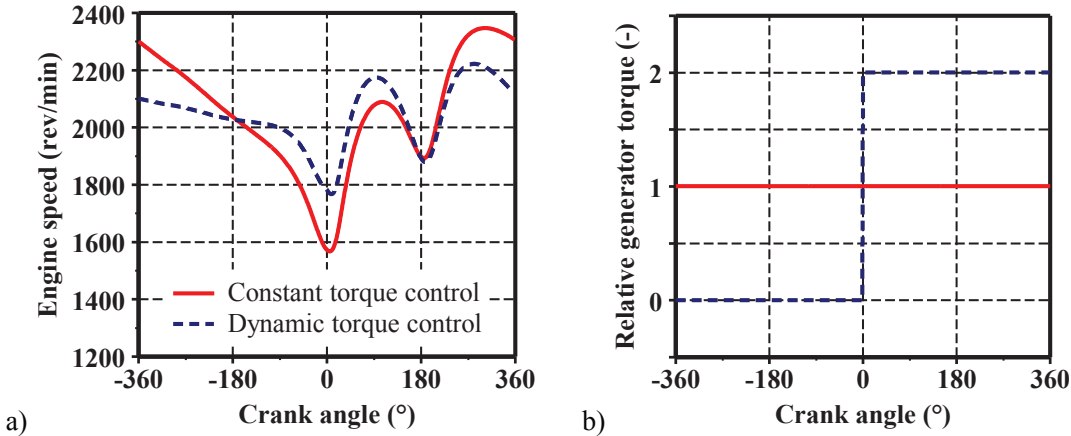 2400
2200
2000
1800
1600
1400
1200
Engine speed (rev/min)
Constant torque control
Dynamic torque control
-360
-180
0
180
360
Crank angle (°)
a)
2
1
0
Relative generator torque (-)
-360
-180
0
180
360
Crank angle (°)
b)